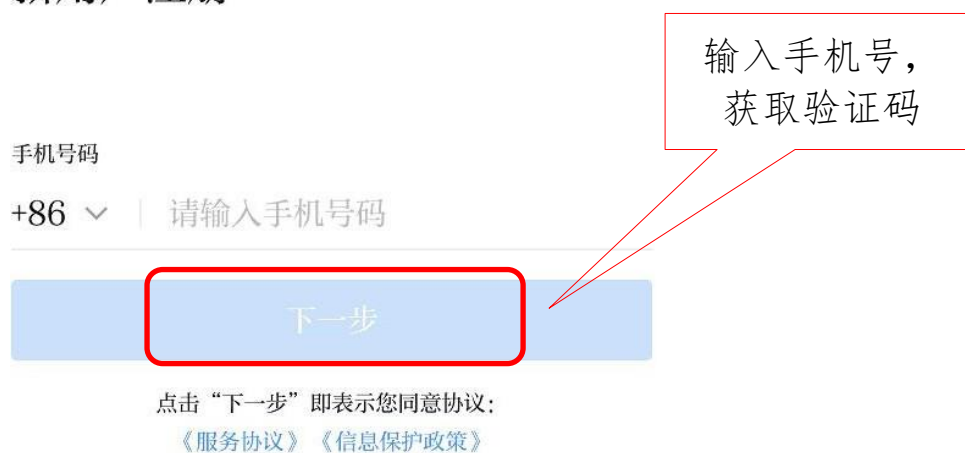 输入手机号，
获取验证码
手机号码
+86
请输入手机号码
下一步
点击“下一步”即表示您同意协议：
《服务协议》《信息保护政策》